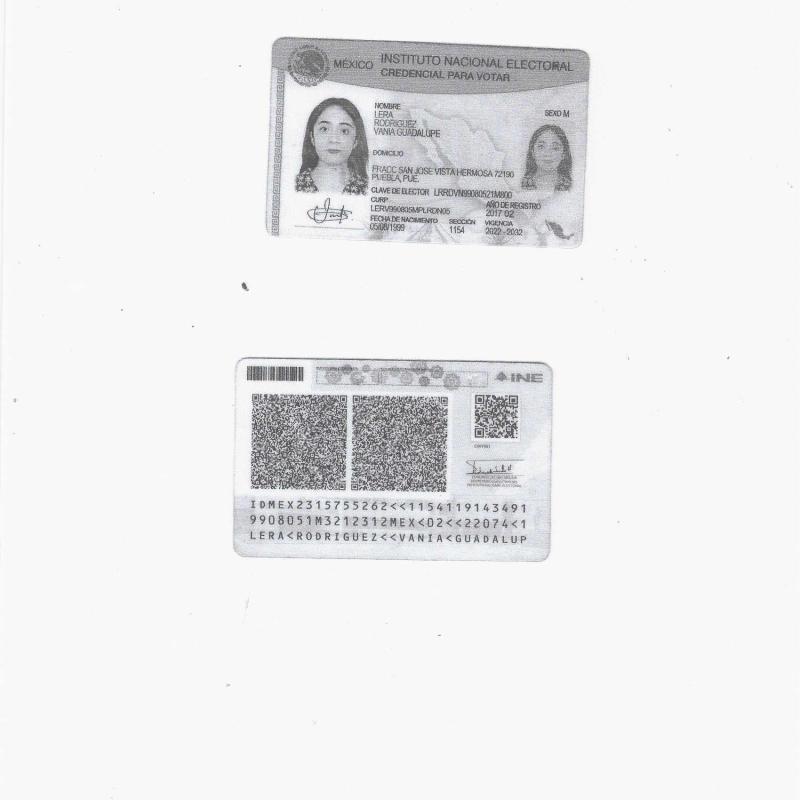 MÉXICO INSTITUTO NACIONAL ELECTORAL
CREDENCIAL PARA VOTAR
NOMBRE
LERA
RODRIGUEZ
VANIA GUADALUPE
SEXO M
DOMICILIO
FRACC SAN JOSE VISTA HERMOSA 72190
PUEBLA, PUE.
CLAVE DE ELECTOR LRRDVN99080521M800
CURP
LERV990805MPLRDN05
AÑO DE REGISTRO
2017 02
FECHA DE NACIMIENTO
05/08/1999
SECCIÓN
1154
VIGENCIA
2022 - 2032
INE
IDMEX2315755262<<1154119143491
9908051M3212312MEX<02<<22074<1
LERA<RODRIGUEZ<<VANIA<GUADALUP